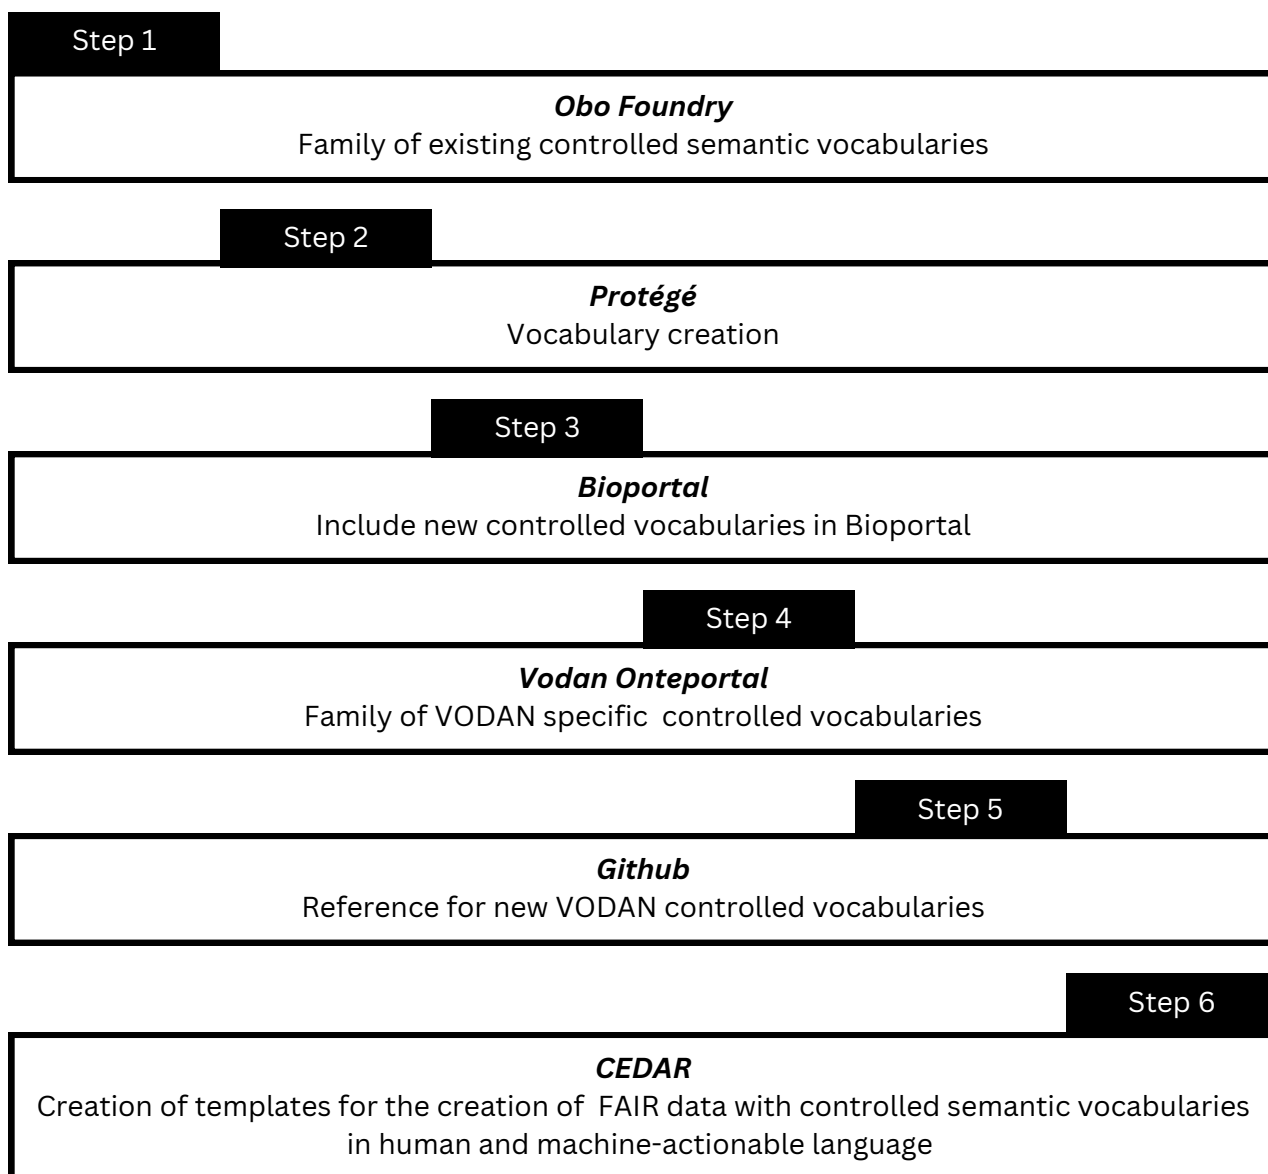 Step 1
Obo Foundry
Family of existing controlled semantic vocabularies
Step 2
Protégé
Vocabulary creation
Step 3
Bioportal
Include new controlled vocabularies in Bioportal
Step 4
Vodan Onteportal
Family of VODAN specific  controlled vocabularies
Step 5
Github
Reference for new VODAN controlled vocabularies
Step 6
CEDAR
Creation of templates for the creation of  FAIR data with controlled semantic vocabularies
in human and machine-actionable language